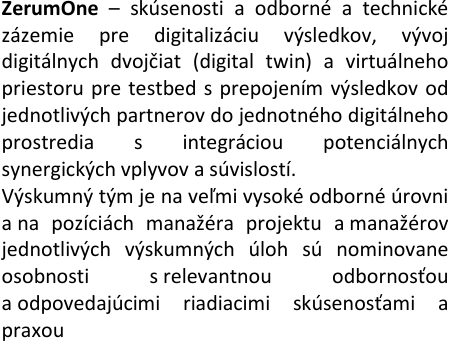 ZerumOne – skúsenosti a odborné a technické
zázemie pre digitalizáciu výsledkov, vývoj
digitálnych dvojčiat (digital twin) a virtuálneho
priestoru pre testbed s prepojením výsledkov od
jednotlivých partnerov do jednotného digitálneho
prostredia s integráciou potenciálnych
synergických vplyvov a súvislostí.
Výskumný tým je na veľmi vysoké odborné úrovni
a na pozíciách manažéra projektu a manažérov
jednotlivých výskumných úloh sú nominovane
osobnosti s relevantnou odbornosťou
a odpovedajúcimi riadiacimi skúsenosťami a
praxou